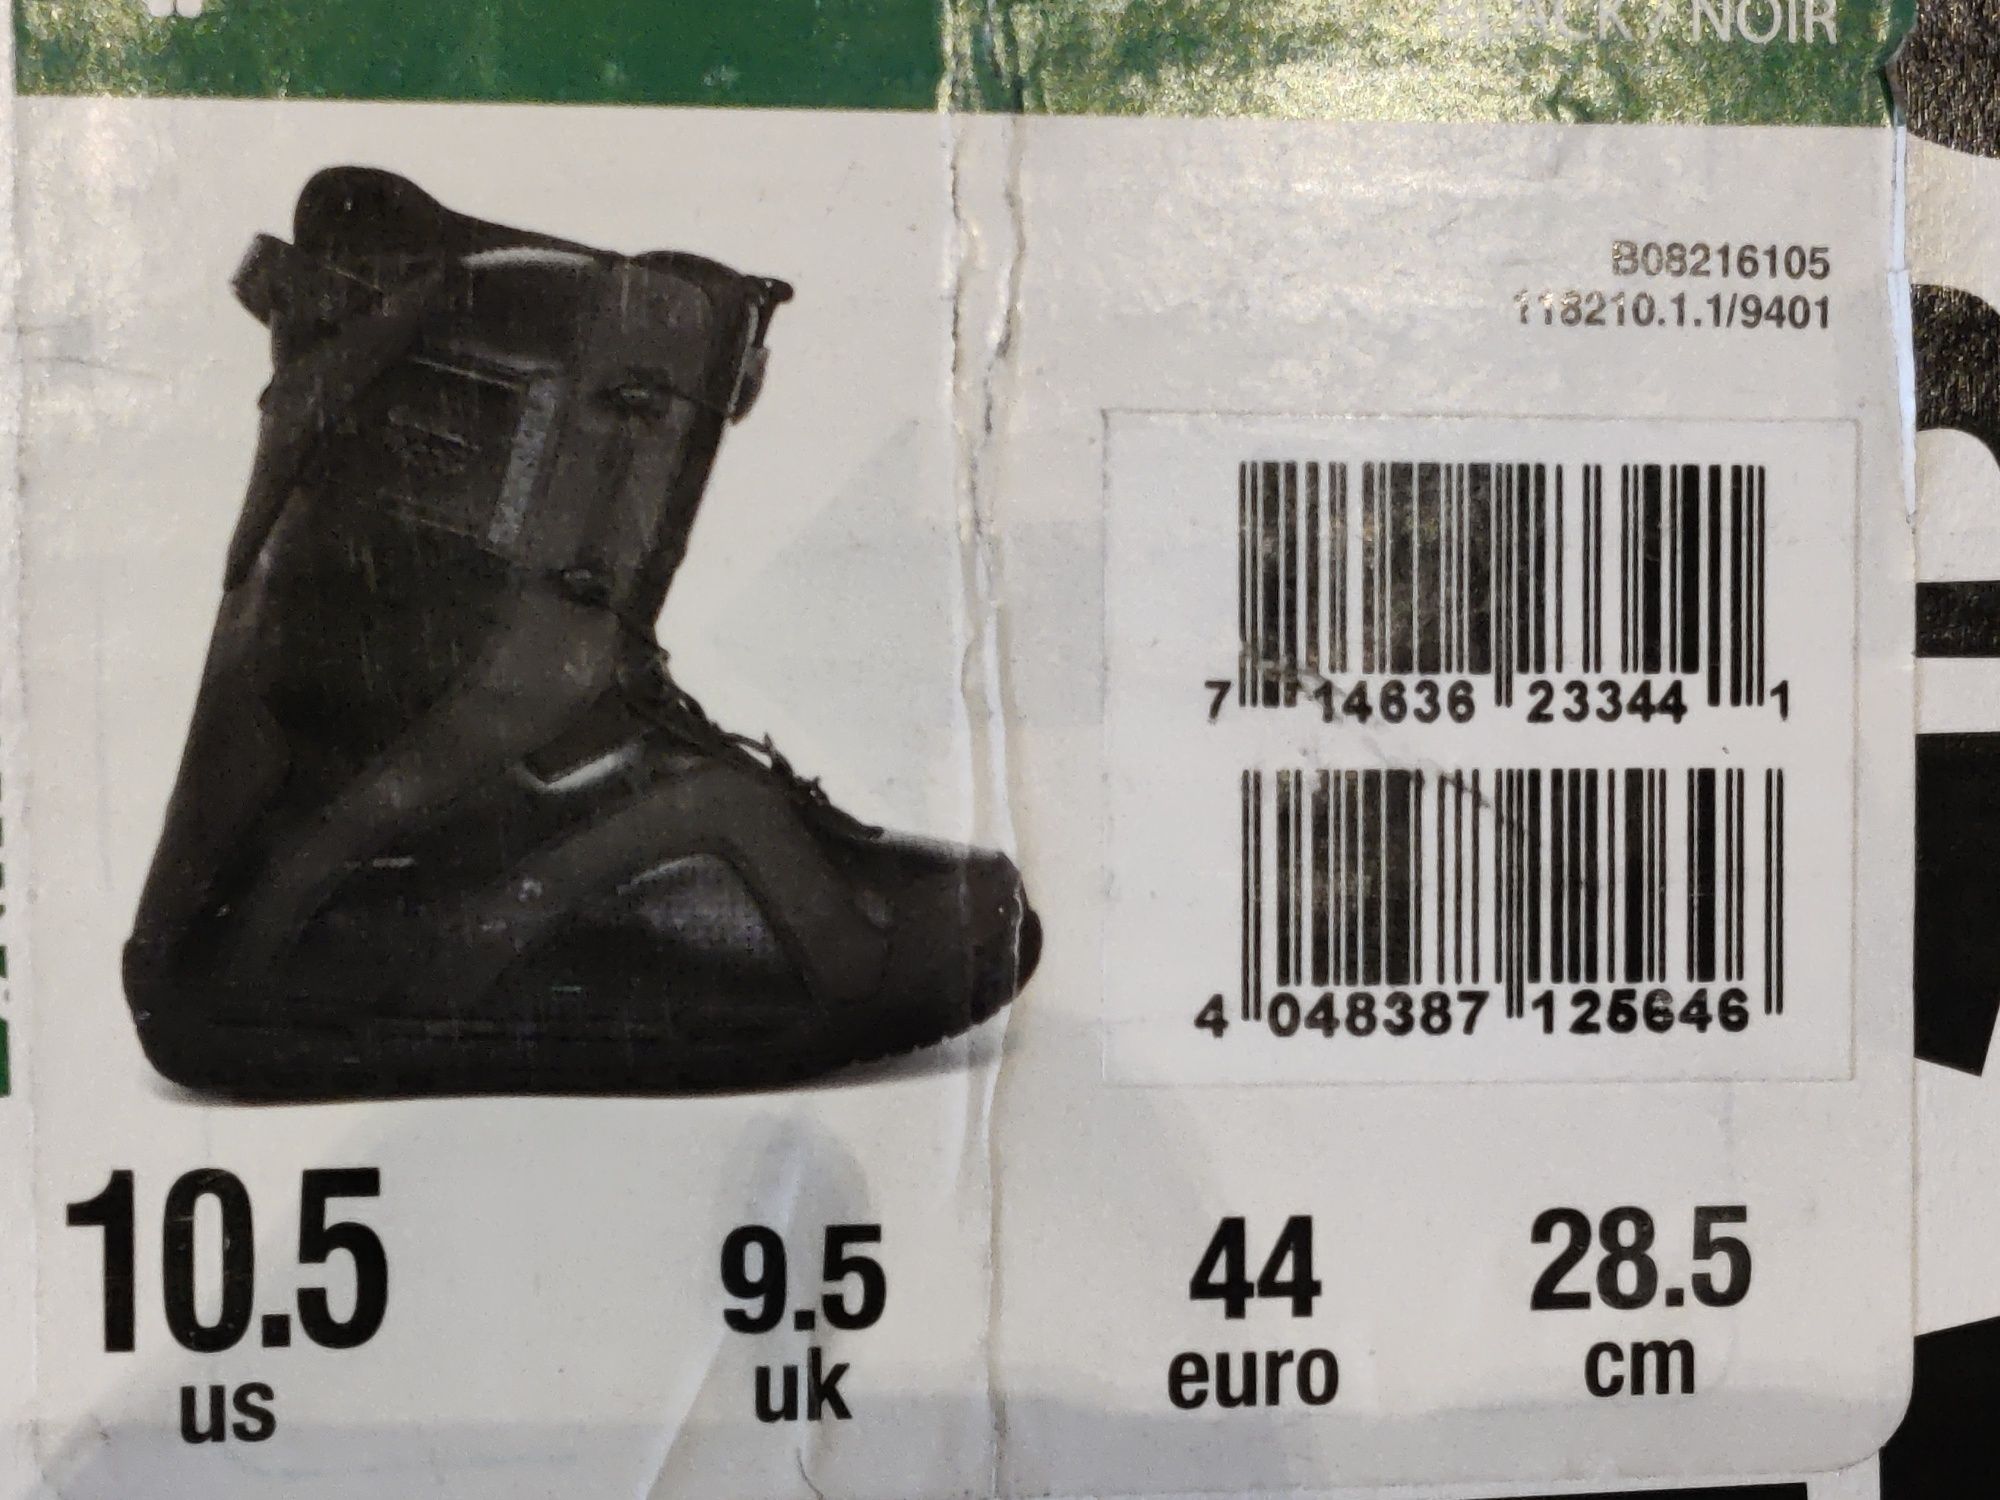 BLACK / NOIR
B08216105
118210.1.1/9401
7 14636 23344 1
4 048387 125646
10.5 9.5 44 28.5
us uk euro cm